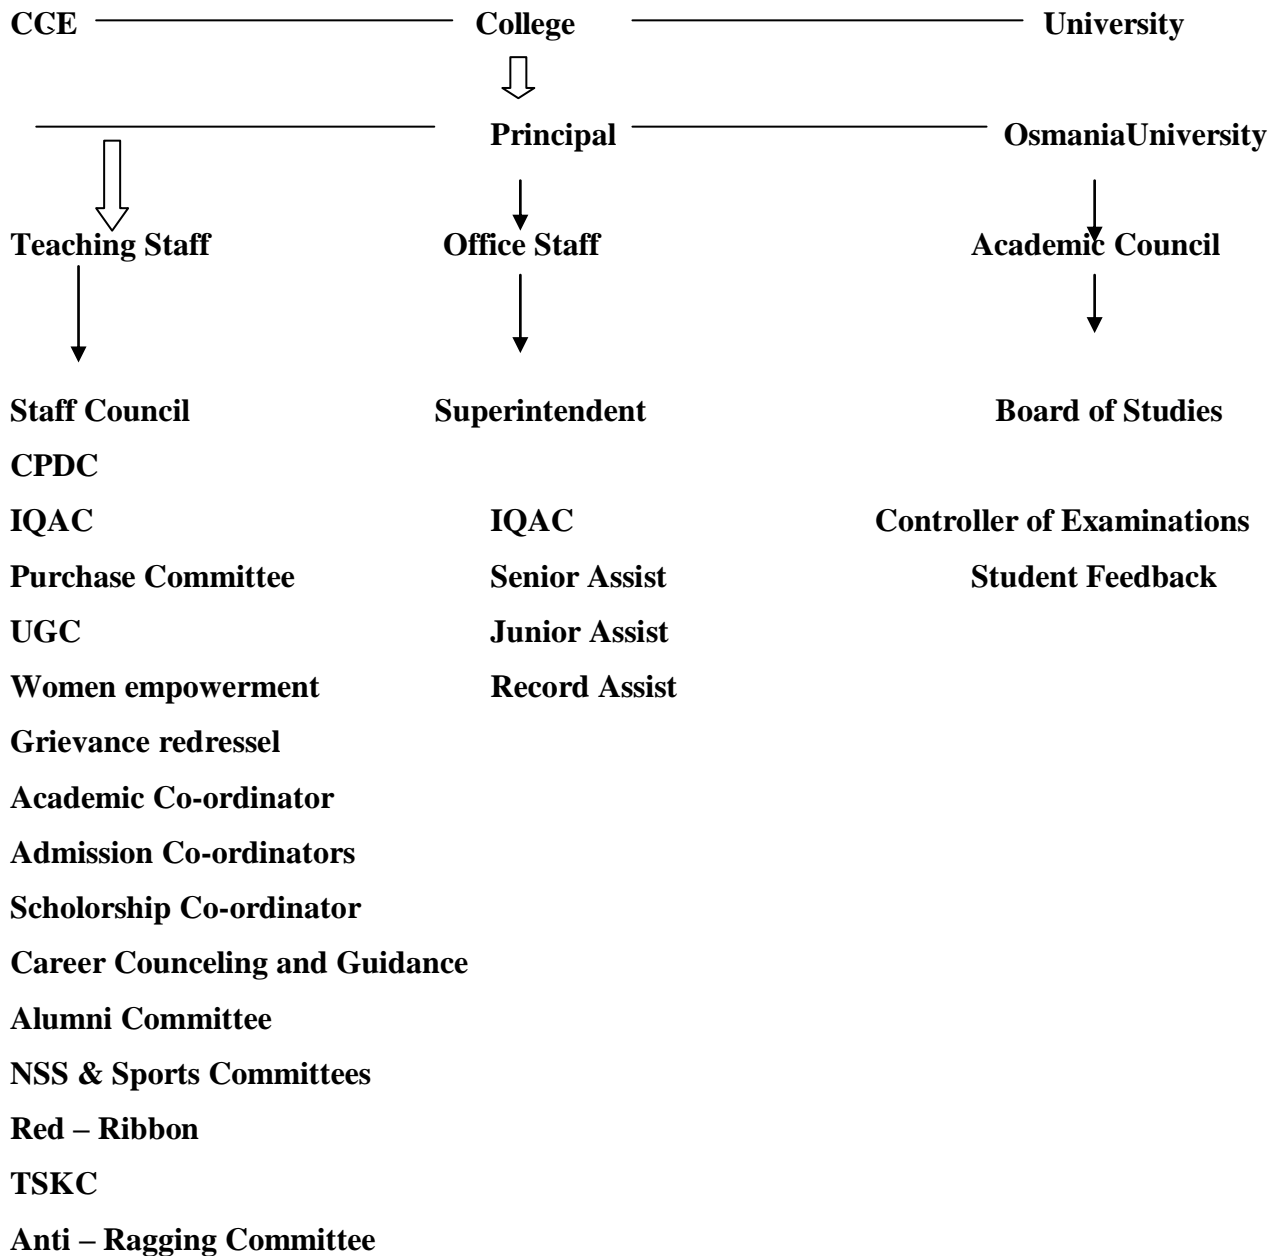 CCE College University
Principal OsmaniaUniversity
Teaching Staff Office Staff Academic Council
Staff Council Superintendent Board of Studies
CPDC
IQAC IQAC Controller of Examinations
Purchase Committee Senior Assist Student Feedback
UGC Junior Assist
Women empowerment Record Assist
Grievance redressel
Academic Co-ordinator
Admission Co-ordinators
Scholorship Co-ordinator
Career Counceling and Guidance
Alumni Committee
NSS & Sports Committees
Red – Ribbon
TSKC
Anti – Ragging Committee